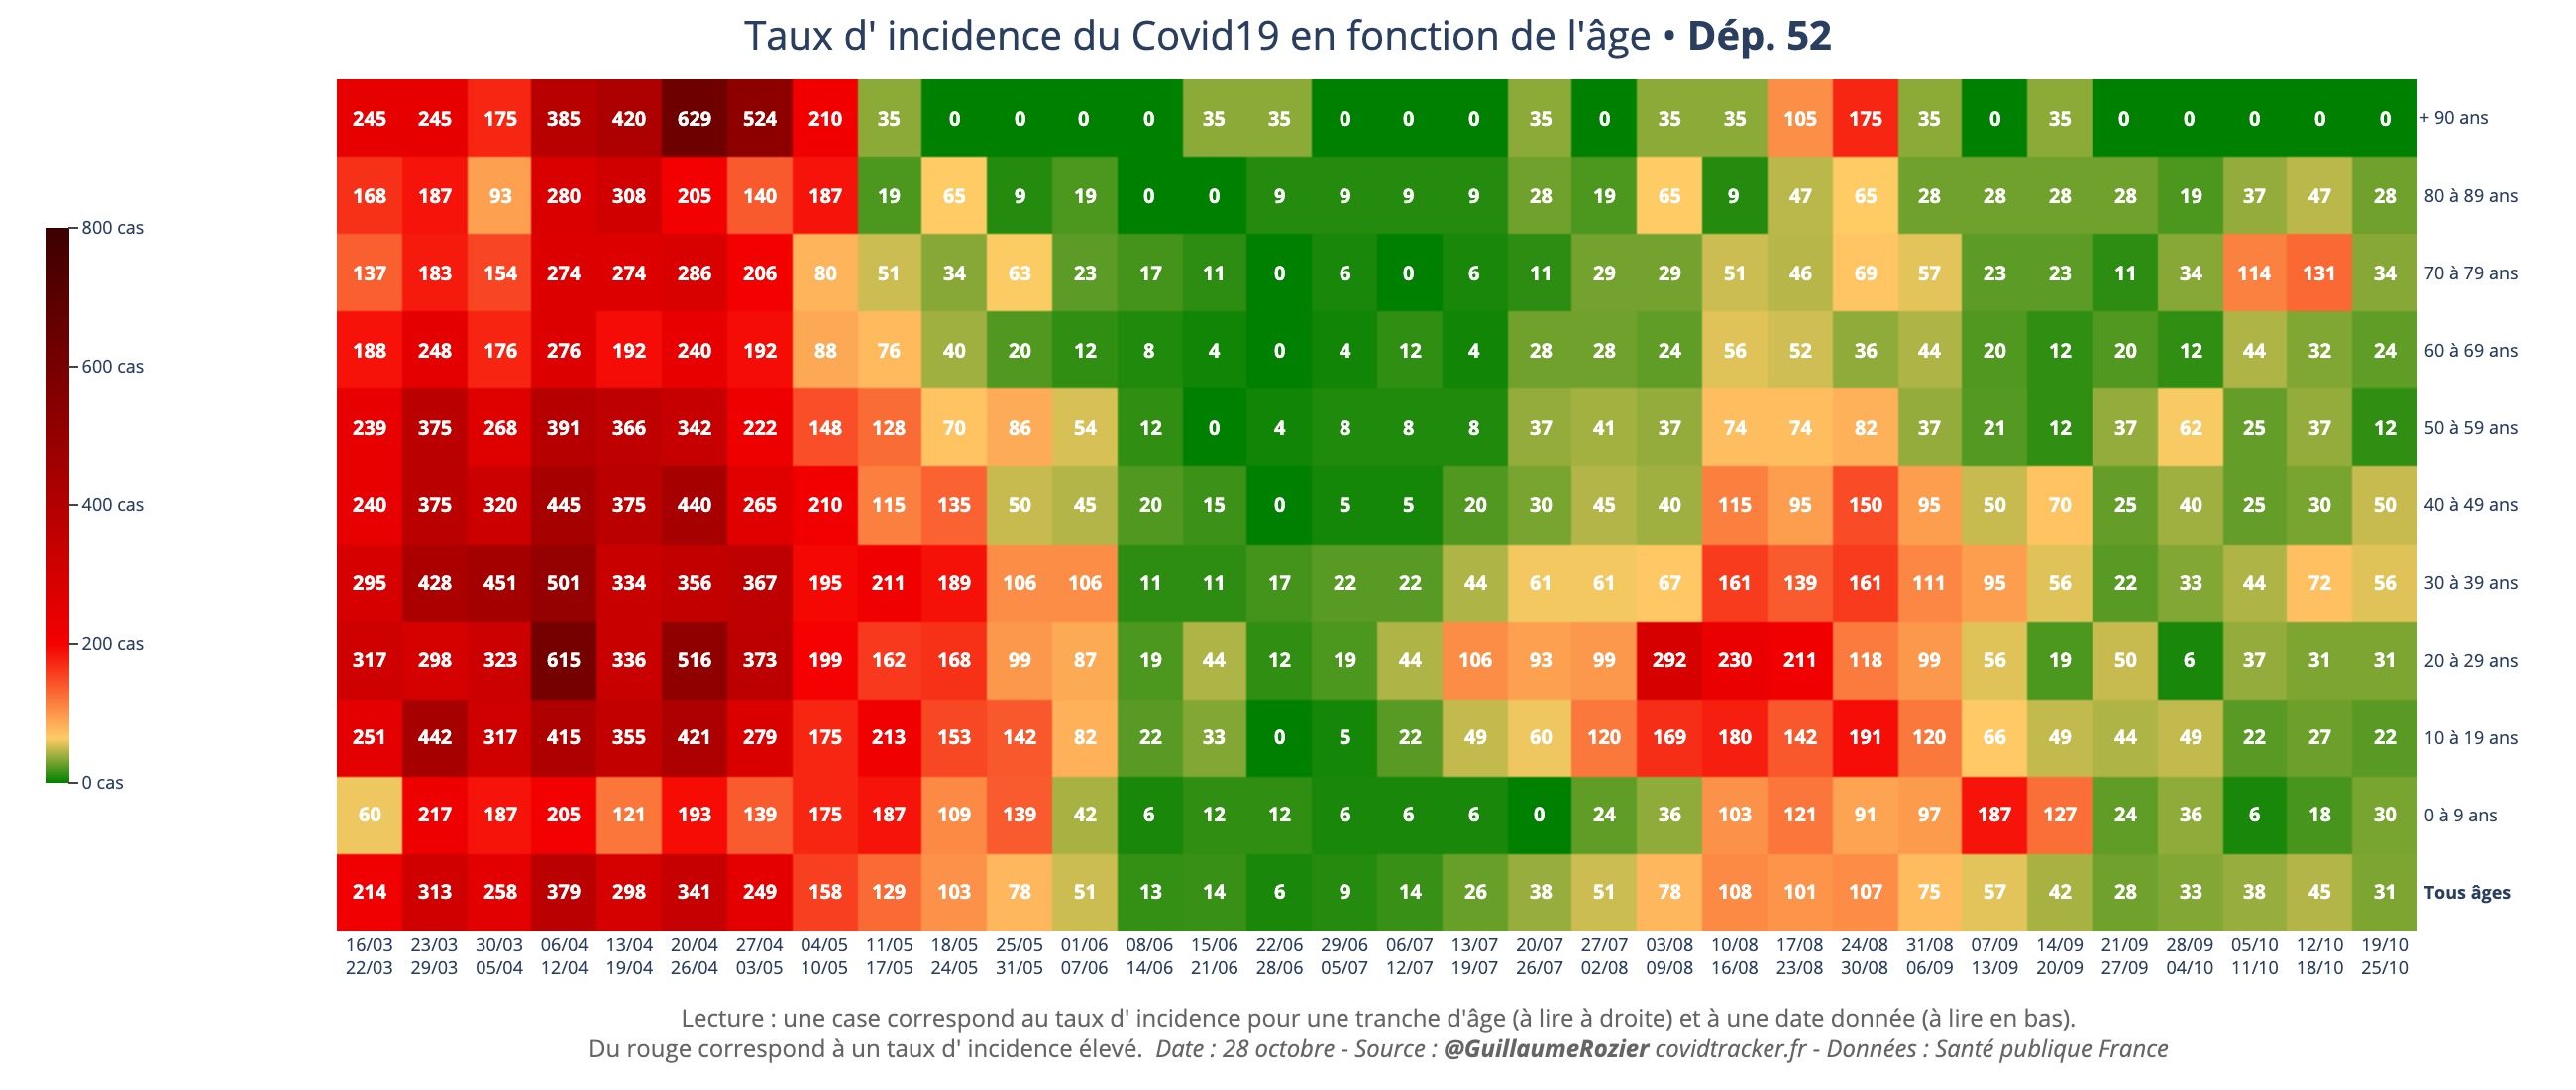 Taux d' incidence du Covid19 en fonction de l'âge • Dép. 52
800 cas
600 cas
400 cas
200 cas
0 cas
245 245 175 385 420 629 524 210 35 0 0 0 0 35 35 0 0 0 35 0 35 35 105 175 35 0 35 0 0 0 0 0 + 90 ans
168 187 93 280 308 205 140 187 19 65 9 19 0 0 9 9 9 9 28 19 65 9 47 65 28 28 28 28 19 37 47 28 80 à 89 ans
137 183 154 274 274 286 206 80 51 34 63 23 17 11 0 6 0 6 11 29 29 51 46 69 57 23 23 11 34 114 131 34 70 à 79 ans
188 248 176 276 192 240 192 88 76 40 20 12 8 4 0 4 12 4 28 28 24 56 52 36 44 20 12 20 12 44 32 24 60 à 69 ans
239 375 268 391 366 342 222 148 128 70 86 54 12 0 4 8 8 8 37 41 37 74 74 82 37 21 12 37 62 25 37 12 50 à 59 ans
240 375 320 445 375 440 265 210 115 135 50 45 20 15 0 5 5 20 30 45 40 115 95 150 95 50 70 25 40 25 30 50 40 à 49 ans
295 428 451 501 334 356 367 195 211 189 106 106 11 11 17 22 22 44 61 61 67 161 139 161 111 95 56 22 33 44 72 56 30 à 39 ans
317 298 323 615 336 516 373 199 162 168 99 87 19 44 12 19 44 106 93 99 292 230 211 118 99 56 19 50 6 37 31 31 20 à 29 ans
251 442 317 415 355 421 279 175 213 153 142 82 22 33 0 5 22 49 60 120 169 180 142 191 120 66 49 44 49 22 27 22 10 à 19 ans
60 217 187 205 121 193 139 175 187 109 139 42 6 12 12 6 6 6 0 24 36 103 121 91 97 187 127 24 36 6 18 30 0 à 9 ans
214 313 258 379 298 341 249 158 129 103 78 51 13 14 6 9 14 26 38 51 78 108 101 107 75 57 42 28 33 38 45 31 Tous âges
16/03 23/03 30/03 06/04 13/04 20/04 27/04 04/05 11/05 18/05 25/05 01/06 08/06 15/06 22/06 29/06 06/07 13/07 20/07 27/07 03/08 10/08 17/08 24/08 31/08 07/09 14/09 21/09 28/09 05/10 12/10 19/10
22/03 29/03 05/04 12/04 19/04 26/04 03/05 10/05 17/05 24/05 31/05 07/06 14/06 21/06 28/06 05/07 12/07 19/07 26/07 02/08 09/08 16/08 23/08 30/08 06/09 13/09 20/09 27/09 04/10 11/10 18/10 25/10
Lecture : une case correspond au taux d' incidence pour une tranche d'âge (à lire à droite) et à une date donnée (à lire en bas).
Du rouge correspond à un taux d' incidence élevé. Date : 28 octobre - Source : @GuillaumeRozier covidtracker.fr - Données : Santé publique France